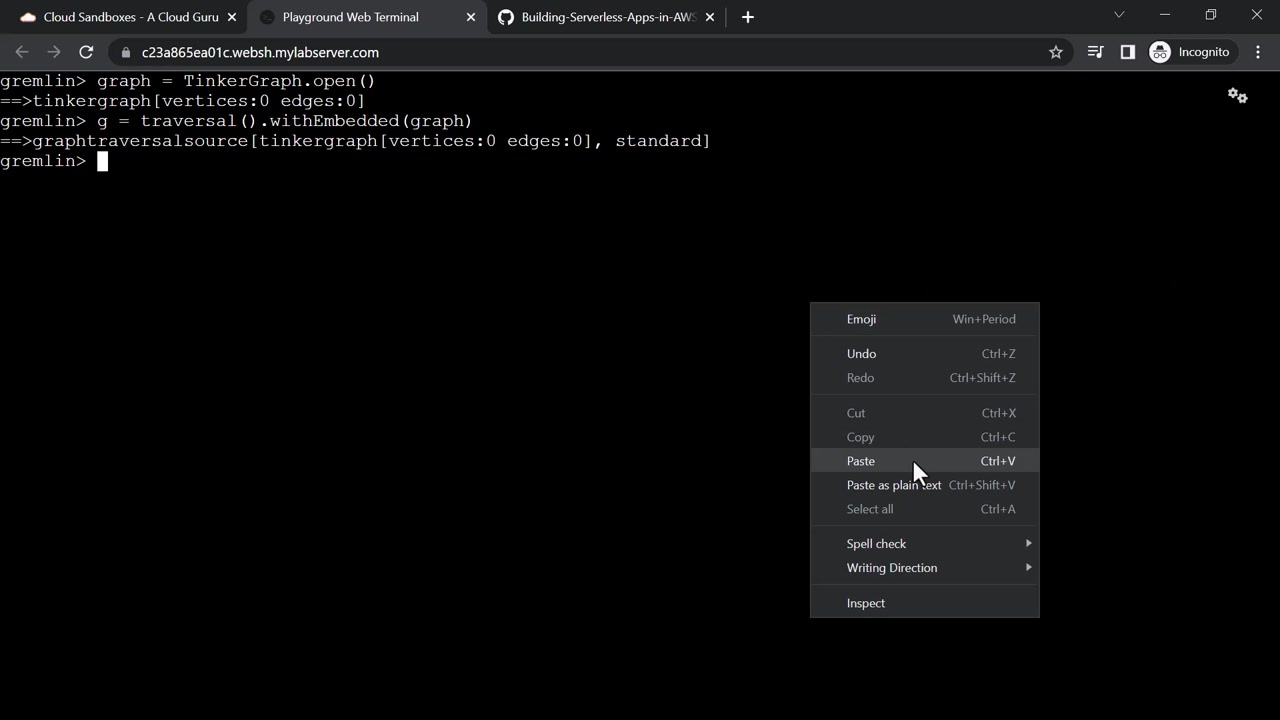 Cloud Sandboxes - A Cloud Guru
Playground Web Terminal
Building-Serverless-Apps-in-AWS
c23a865ea01c.websh.mylabserver.com
Incognito
gremlin> graph = TinkerGraph.open()
==>tinkergraph[vertices:0 edges:0]
gremlin> g = traversal().withEmbedded(graph)
==>graphtraversalsource[tinkergraph[vertices:0 edges:0], standard]
gremlin>
Emoji Win+Period
Undo Ctrl+Z
Redo Ctrl+Shift+Z
Cut Ctrl+X
Copy Ctrl+C
Paste Ctrl+V
Paste as plain text Ctrl+Shift+V
Select all Ctrl+A
Spell check
Writing Direction
Inspect